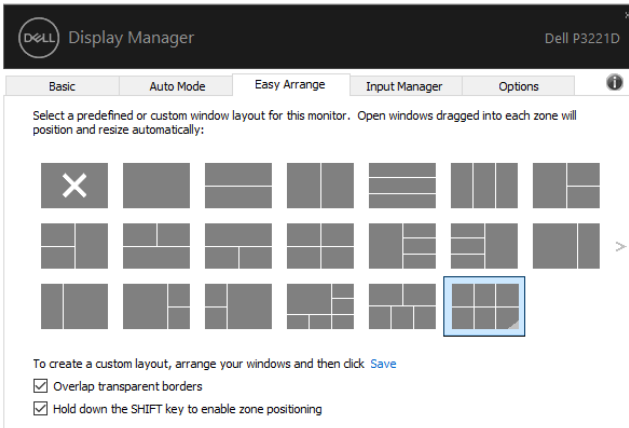 DELL Display Manager Dell P3221D
Basic Auto Mode Easy Arrange Input Manager Options
Select a predefined or custom window layout for this monitor. Open windows dragged into each zone will
position and resize automatically:
To create a custom layout, arrange your windows and then click Save
Overlap transparent borders
Hold down the SHIFT key to enable zone positioning